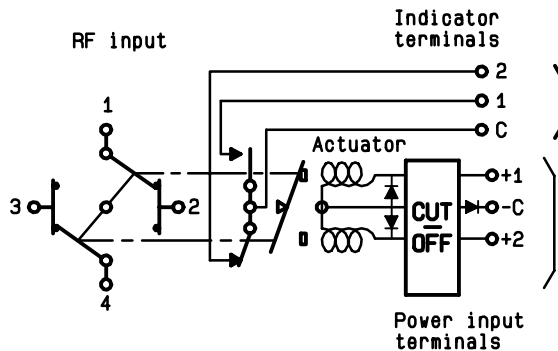 Indicator
terminals
RF input
2
1
C
1
Actuator
3
2
+1
-C
+2
CUT
OFF
4
Power input
terminals